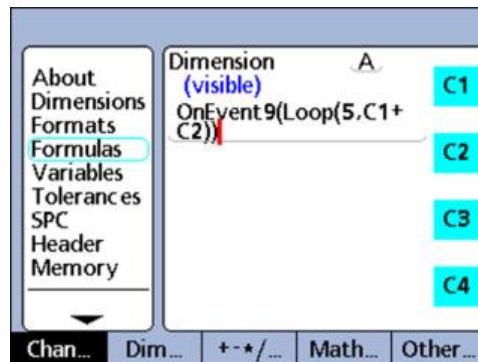 About
Dimensions
Formats
Formulas
Variables
Tolerances
SPC
Header
Memory
Dimension A
(visible)
OnEvent9(Loop(5,C1+
C2))
C1
C2
C3
C4
Chan... Dim... +-*/... Math... Other...